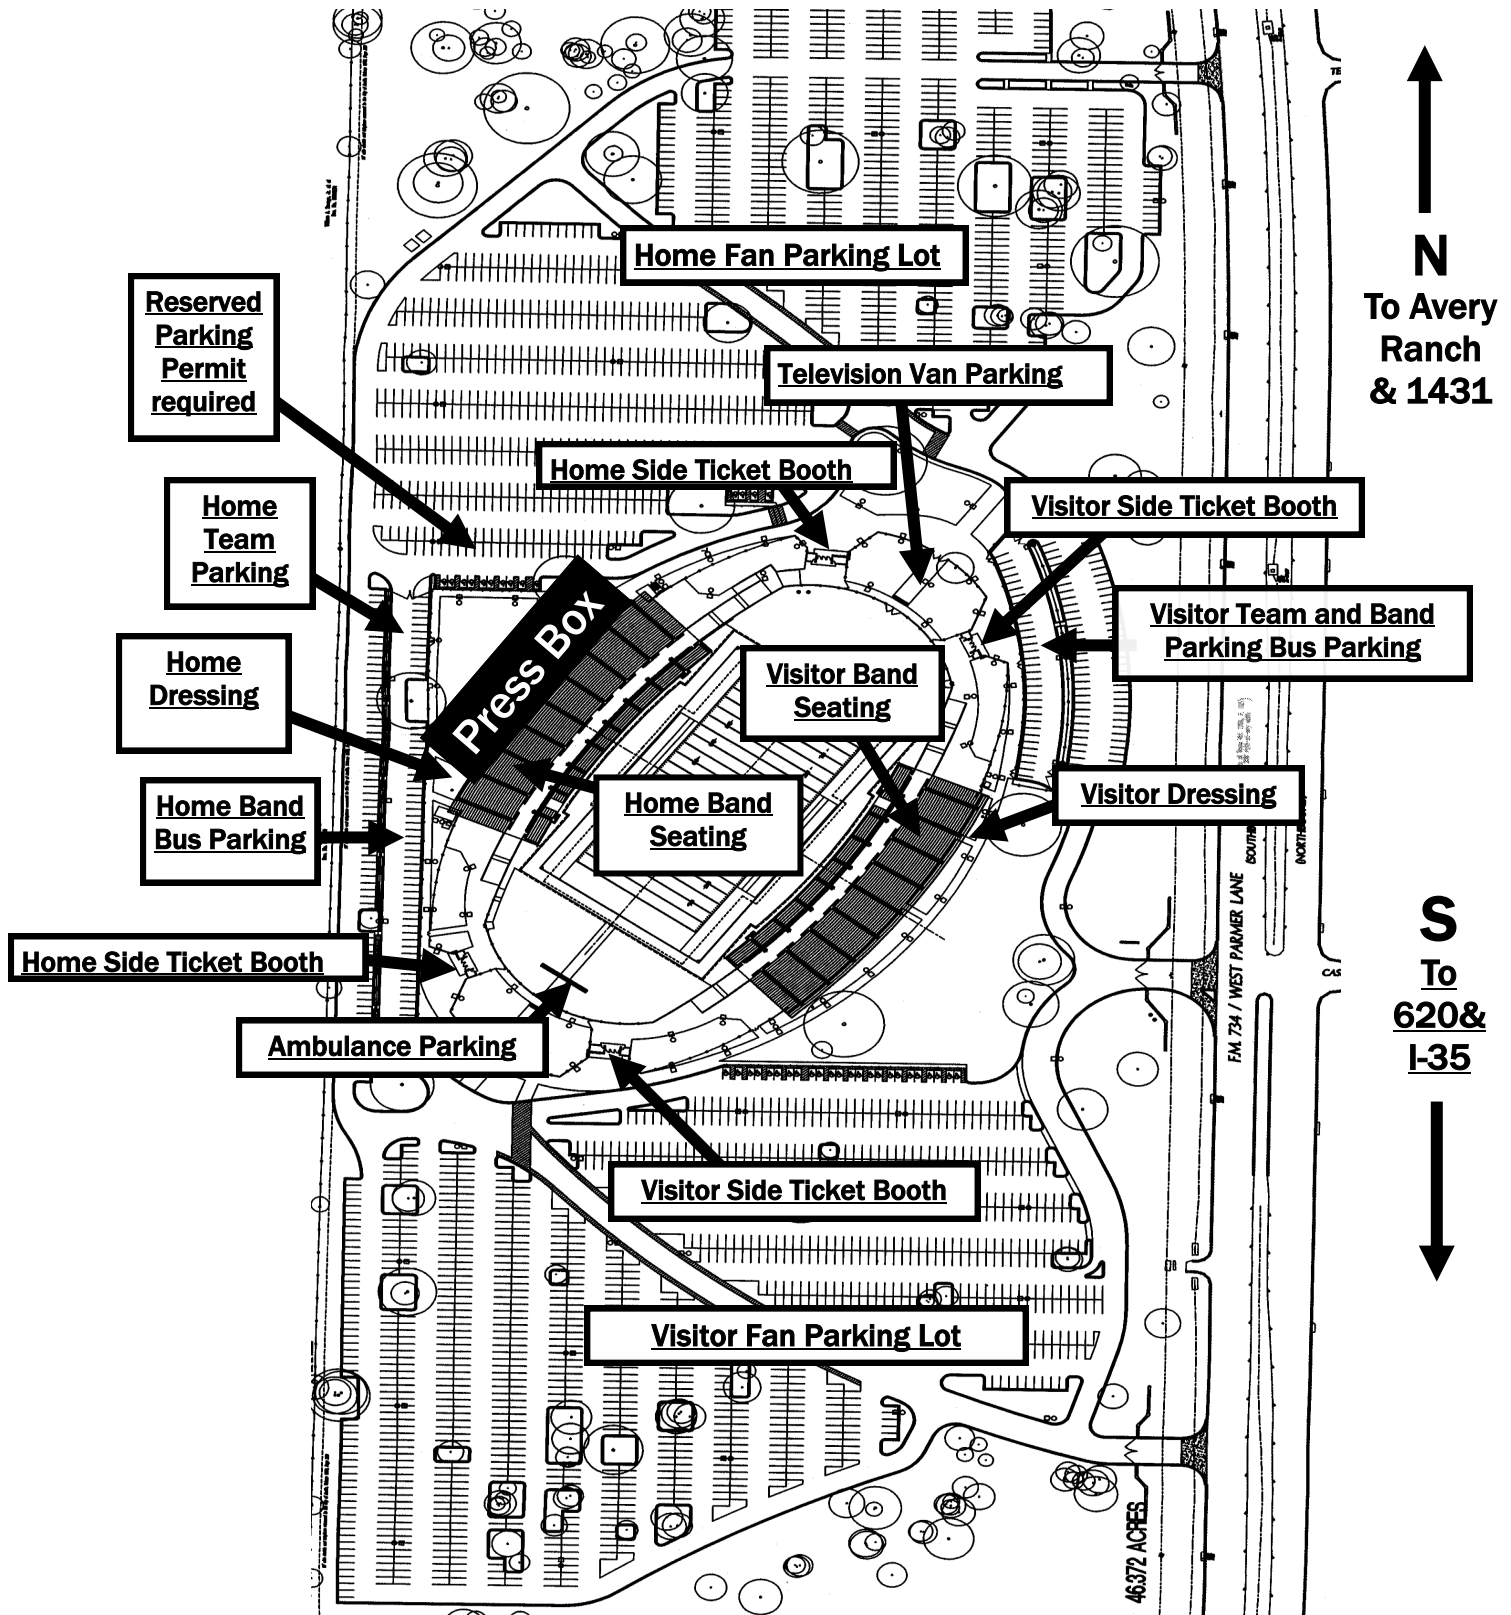 N
To Avery
Ranch
& 1431
Home Fan Parking Lot
Reserved
Parking
Permit
required
Television Van Parking
Home Side Ticket Booth
Visitor Side Ticket Booth
Home
Team
Parking
Press Box
Visitor Team and Band
Parking Bus Parking
Home
Dressing
Visitor Band
Seating
Home Band
Bus Parking
Home Band
Seating
Visitor Dressing
F.M. 734 / WEST PARMER LANE
S
To
620&
I-35
Home Side Ticket Booth
Ambulance Parking
Visitor Side Ticket Booth
Visitor Fan Parking Lot
46.372 ACRES